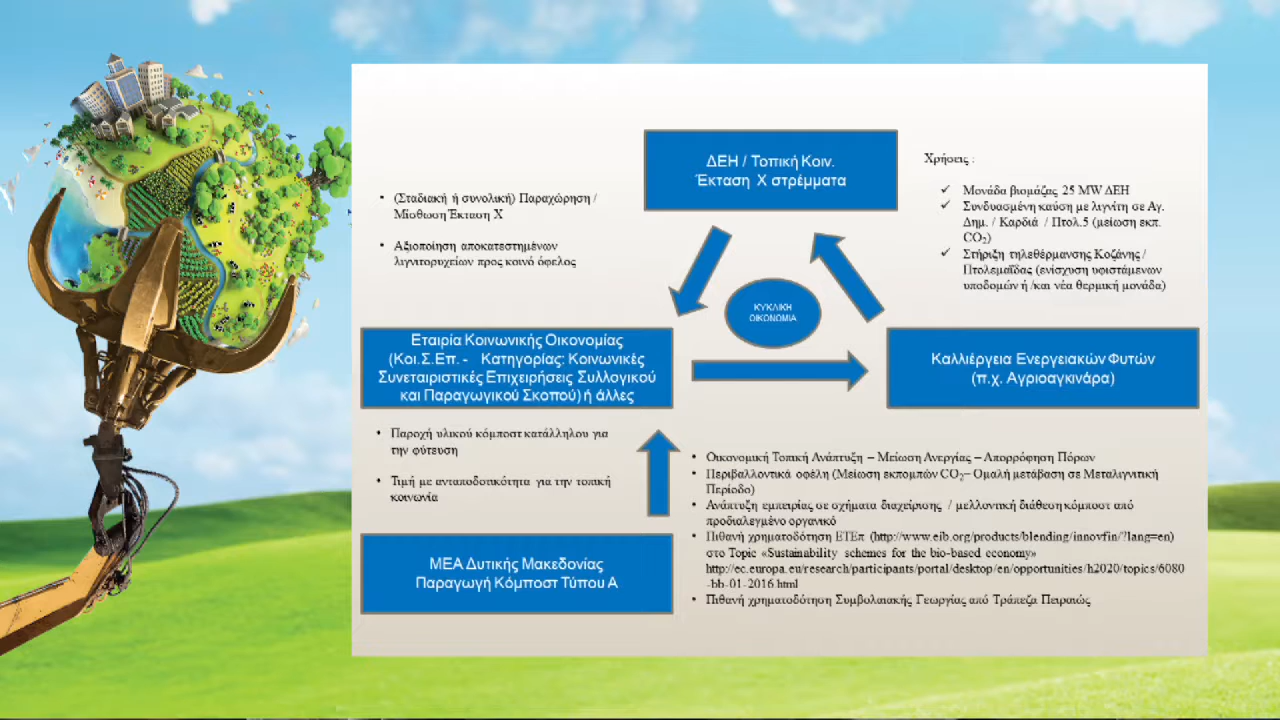 ΔΕΗ / Τοπική Κοιν.
Έκταση Χ στρέμματα
• (Σταδιακή ή συνολική) Παραχώρηση /
Μίσθωση Έκταση Χ
• Αξιοποίηση αποκατεστημένων
λιγνιτορυχείων προς κοινό όφελος
Χρήσεις :
✓ Μονάδα βιομάζας 25 MW ΔΕΗ
✓ Συνδυασμένη καύση με λιγνίτη σε Αγ.
Δημ. / Καρδιά / Πτολ.5 (μείωση εκπ.
CO2)
✓ Στήριξη τηλεθέρμανσης Κοζάνης /
Πτολεμαΐδας (ενίσχυση υφιστάμενων
υποδομών ή /και νέα θερμική μονάδα)
ΚΥΚΛΙΚΗ
ΟΙΚΟΝΟΜΙΑ
Εταιρία Κοινωνικής Οικονομίας
(Κοι.Σ.Επ. - Κατηγορίας: Κοινωνικές
Συνεταιριστικές Επιχειρήσεις Συλλογικού
και Παραγωγικού Σκοπού) ή άλλες
Καλλιέργεια Ενεργειακών Φυτών
(π.χ. Αγριοαγκινάρα)
• Παροχή υλικού κόμποστ κατάλληλου για
την φύτευση
• Τιμή με ανταποδοτικότητα για την τοπική
κοινωνία
• Οικονομική Τοπική Ανάπτυξη – Μείωση Ανεργίας – Απορρόφηση Πόρων
• Περιβαλλοντικά οφέλη (Μείωση εκπομπών CO2– Ομαλή μετάβαση σε Μεταλιγνιτική
Περίοδο)
• Ανάπτυξη εμπειρίας σε σχήματα διαχείρισης / μελλοντική διάθεση κόμποστ από
προδιαλεγμένο οργανικό
• Πιθανή χρηματοδότηση ΕΤΕπ (http://www.eib.org/products/blending/innovfin/?lang=en)
στο Topic «Sustainability schemes for the bio-based economy»
http://ec.europa.eu/research/participants/portal/desktop/en/opportunities/h2020/topics/6080
-bb-01-2016.html
• Πιθανή χρηματοδότηση Συμβολαιακής Γεωργίας από Τράπεζα Πειραιώς
ΜΕΑ Δυτικής Μακεδονίας
Παραγωγή Κόμποστ Τύπου Α